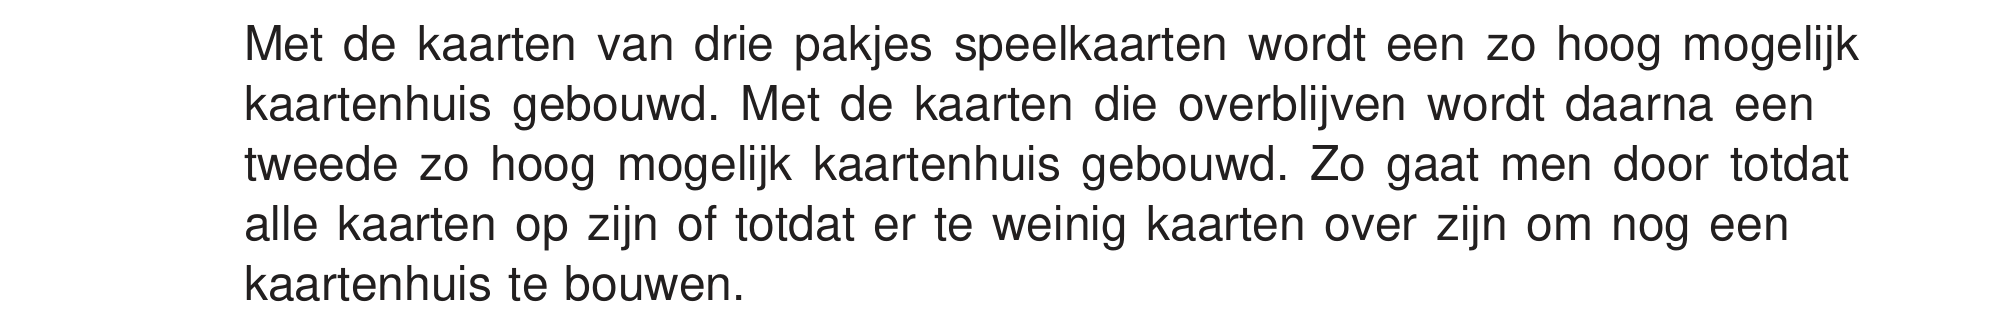 Met de kaarten van drie pakjes speelkaarten wordt een zo hoog mogelijk
kaartenhuis gebouwd. Met de kaarten die overblijven wordt daarna een
tweede zo hoog mogelijk kaartenhuis gebouwd. Zo gaat men door totdat
alle kaarten op zijn of totdat er te weinig kaarten over zijn om nog een
kaartenhuis te bouwen.